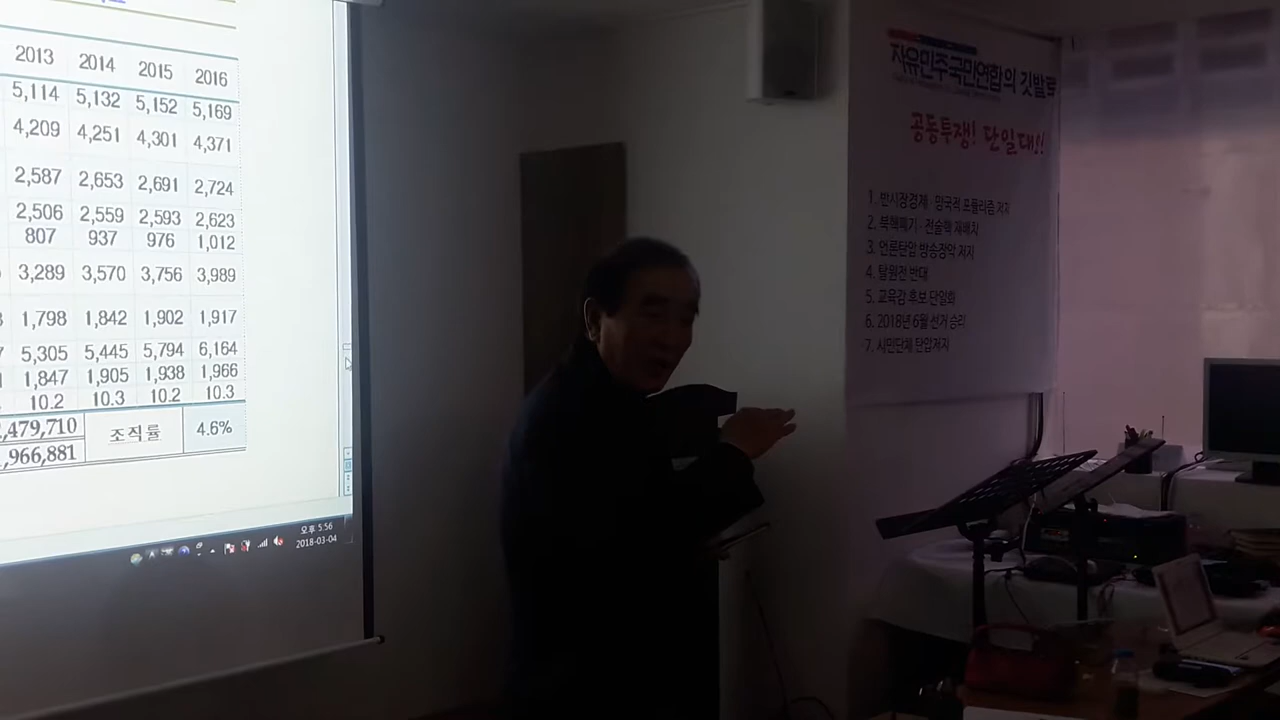 2013 2014 2015 2016
5,114 5,132 5,152 5,169
4,209 4,251 4,301 4,371
2,587 2,653 2,691 2,724
2,506 2,559 2,593 2,623
807 937 976 1,012
3,289 3,570 3,756 3,989
1,798 1,842 1,902 1,917
5,305 5,445 5,794 6,164
1,847 1,905 1,938 1,966
10.2 10.3 10.2 10.3
,479,710 조직률 4.6%
,966,881
오후 5:56
2018-03-04
자유민주국민연합의 깃발로
공동투쟁! 단일대!!
1. 반시장경제·망국적 포퓰리즘 저지
2. 북핵폐기·전술핵 재배치
3. 언론탄압 방송장악 저지
4. 탈원전 반대
5. 교육감 후보 단일화
6. 2018년 6월 선거 승리
7. 시민단체 탄압저지